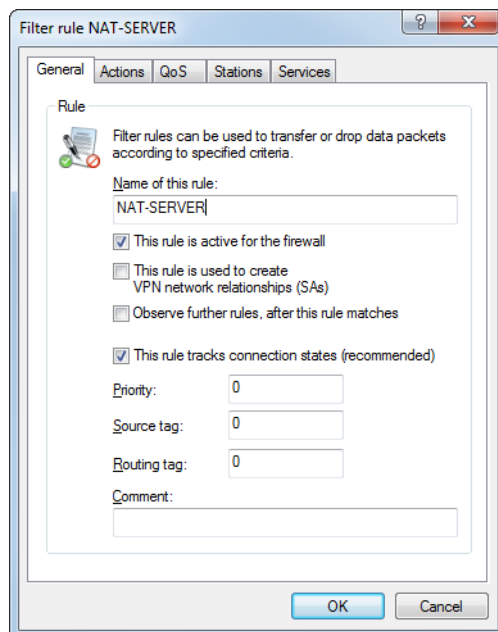 Filter rule NAT-SERVER
General Actions QoS Stations Services
Rule
Filter rules can be used to transfer or drop data packets
according to specified criteria.
Name of this rule:
NAT-SERVER
This rule is active for the firewall
This rule is used to create
VPN network relationships (SAs)
Observe further rules, after this rule matches
This rule tracks connection states (recommended)
Priority: 0
Source tag: 0
Routing tag: 0
Comment:
OK Cancel